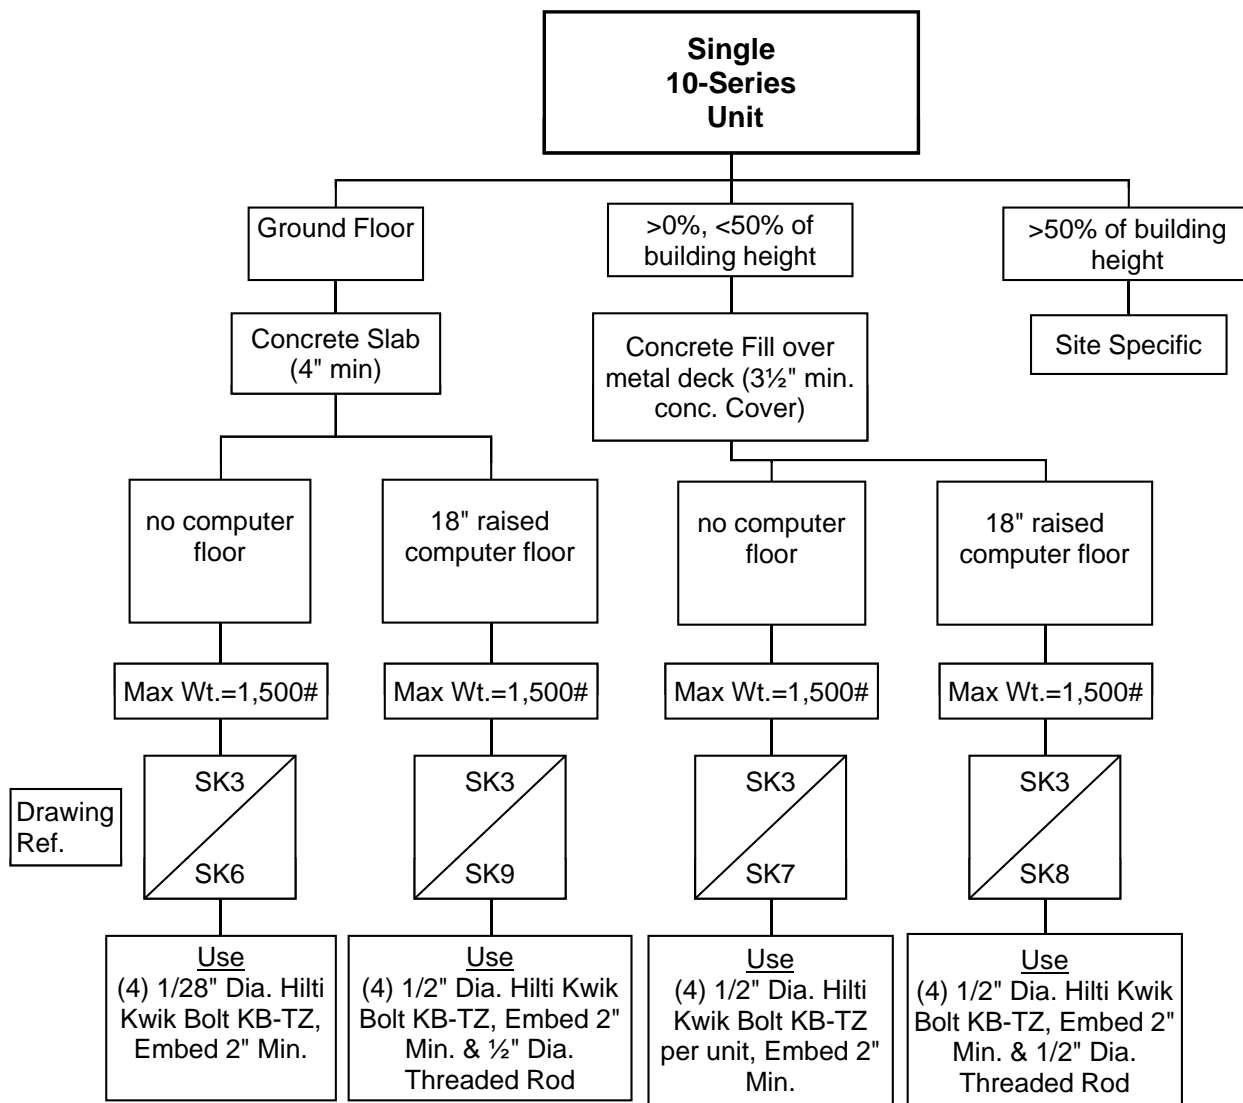 Single
10-Series
Unit
Ground Floor
>0%, <50% of
building height
>50% of building
height
Concrete Slab
(4" min)
Concrete Fill over
metal deck (3½" min.
conc. Cover)
Site Specific
no computer
floor
18" raised
computer floor
no computer
floor
18" raised
computer floor
Max Wt.=1,500#
Max Wt.=1,500#
Max Wt.=1,500#
Max Wt.=1,500#
Drawing
Ref.
SK3
SK6
SK3
SK9
SK3
SK7
SK3
SK8
Use
(4) 1/28" Dia. Hilti
Kwik Bolt KB-TZ,
Embed 2" Min.
Use
(4) 1/2" Dia. Hilti Kwik
Bolt KB-TZ, Embed 2"
Min. & ½" Dia.
Threaded Rod
Use
(4) 1/2" Dia. Hilti
Kwik Bolt KB-TZ
per unit, Embed 2"
Min.
Use
(4) 1/2" Dia. Hilti Kwik
Bolt KB-TZ, Embed 2"
Min. & 1/2" Dia.
Threaded Rod